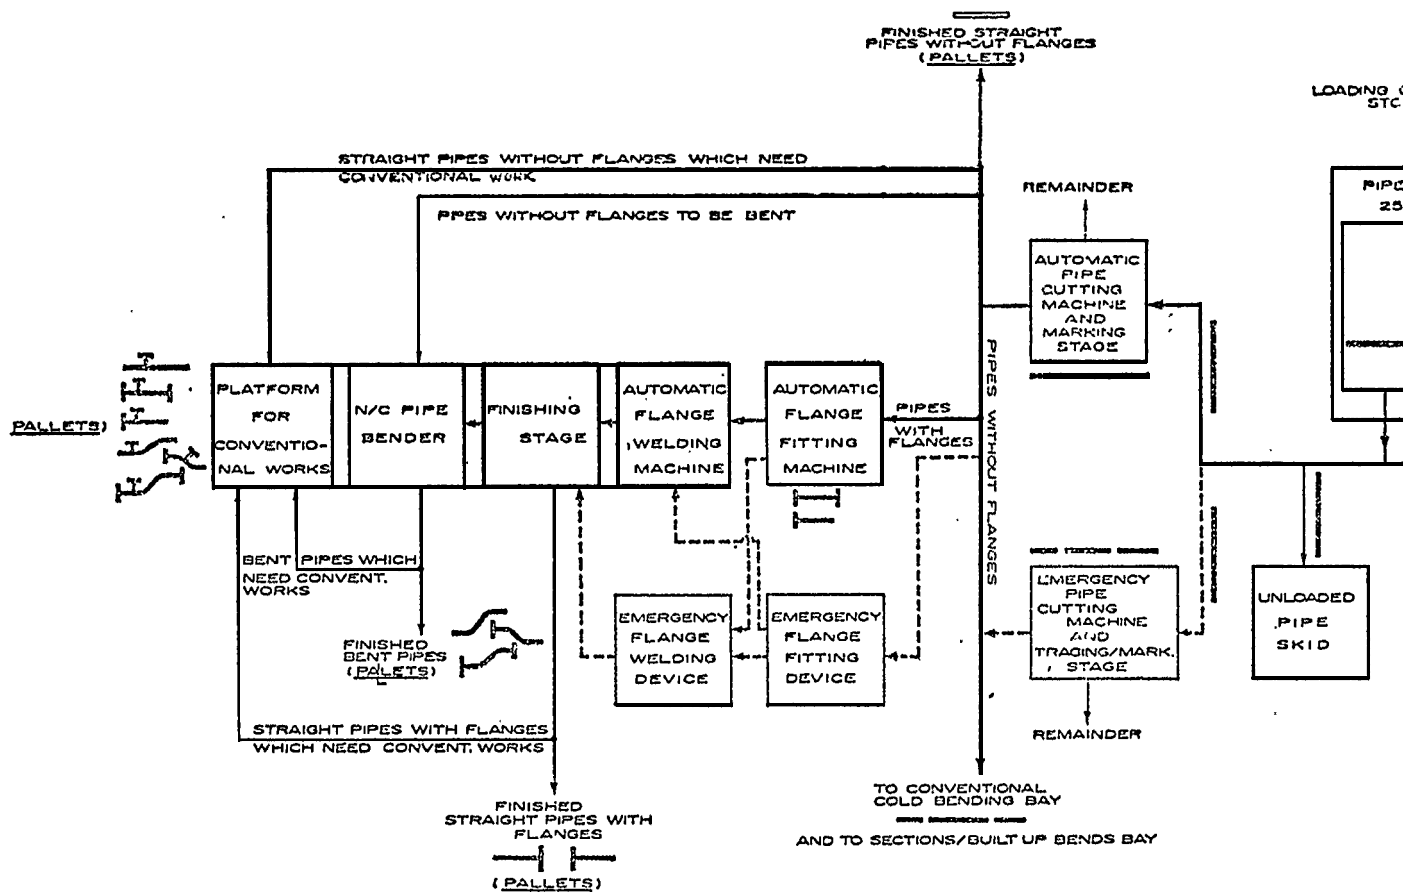 FINISHED STRAIGHT
PIPES WITHOUT FLANGES
(PALLETS)
LOADING
STRAIGHT PIPES WITHOUT FLANGES WHICH NEED
CONVENTIONAL WORK
PIPES WITHOUT FLANGES TO BE BENT
REMAINDER
PIPE
25
AUTOMATIC
PIPE
CUTTING
MACHINE
AND
MARKING
STAGE
PIPES WITHOUT FLANGES
PALLETS)
PLATFORM
FOR
CONVENTIO-
NAL WORKS
N/C PIPE
BENDER
FINISHING
STAGE
AUTOMATIC
FLANGE
WELDING
MACHINE
AUTOMATIC
FLANGE
FITTING
MACHINE
PIPES
WITH
FLANGES
BENT PIPES WHICH
NEED CONVENT.
WORKS
FINISHED
BENT PIPES
(PALETS)
EMERGENCY
FLANGE
WELDING
DEVICE
EMERGENCY
FLANGE
FITTING
DEVICE
EMERGENCY
PIPE
CUTTING
MACHINE
AND
TRACING/MARK.
STAGE
UNLOADED
PIPE
SKID
REMAINDER
STRAIGHT PIPES WITH FLANGES
WHICH NEED CONVENT. WORKS
FINISHED
STRAIGHT PIPES WITH
FLANGES
(PALLETS)
TO CONVENTIONAL
COLD BENDING BAY
AND TO SECTIONS/BUILT UP BENDS BAY